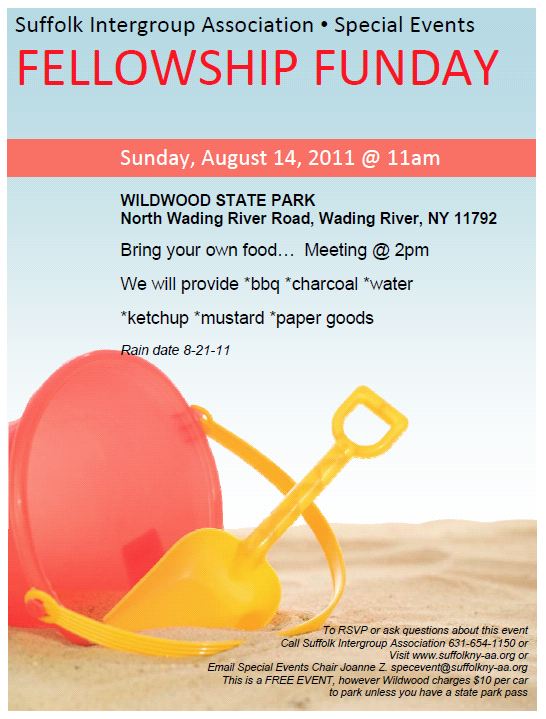 Suffolk Intergroup Association • Special Events
FELLOWSHIP FUNDAY
Sunday, August 14, 2011 @ 11am
WILDWOOD STATE PARK
North Wading River Road, Wading River, NY 11792
Bring your own food… Meeting @ 2pm
We will provide *bbq *charcoal *water
*ketchup *mustard *paper goods
Rain date 8-21-11
To RSVP or ask questions about this event
Call Suffolk Intergroup Association 631-654-1150 or
Visit www.suffolkny-aa.org or
Email Special Events Chair Joanne Z. specevent@suffolkny-aa.org
This is a FREE EVENT, however Wildwood charges $10 per car
to park unless you have a state park pass